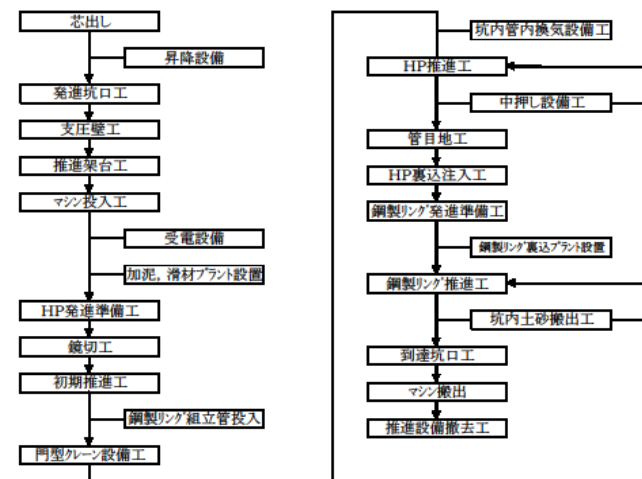 芯出し
昇降設備
発進坑口工
支圧壁工
推進架台工
マシン投入工
受電設備
加泥，滑材プラント設置
HP発進準備工
鏡切工
初期推進工
鋼製リング組立管投入
門型クレーン設備工
坑内管内換気設備工
HP推進工
中押し設備工
管目地工
HP裏込注入工
鋼製リング発進準備工
鋼製リング裏込プラント設置
鋼製リング推進工
坑内土砂搬出工
到達坑口工
マシン搬出
推進設備撤去工